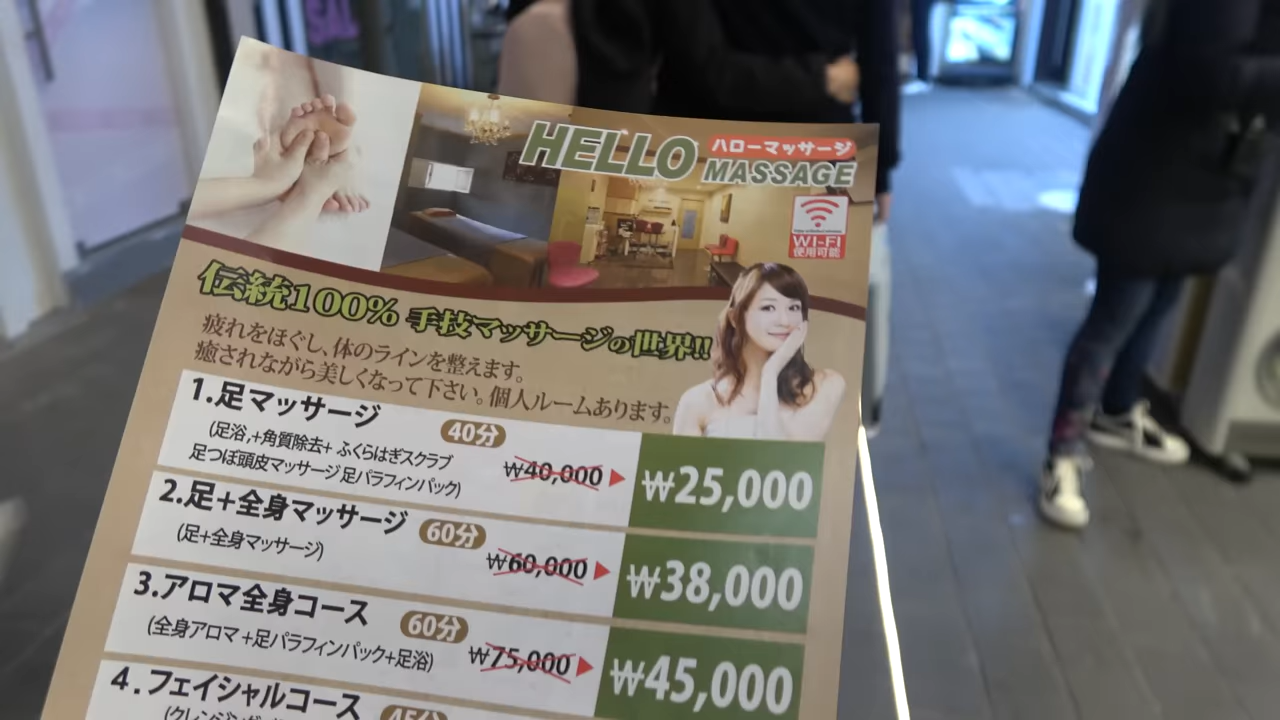 SAL
HELLO
ハローマッサージ
MASSAGE
WI-FI
使用可能
伝統100% 手技マッサージの世界!!
疲れをほぐし、体のラインを整えます。
癒されながら美しくなって下さい。個人ルームあります。
1.足マッサージ 40分
(足浴,+角質除去+ ふくらはぎスクラブ
足つぼ頭皮マッサージ 足パラフィンパック)
₩40,000 ▶ ₩25,000
2.足+全身マッサージ 60分
(足+全身マッサージ)
₩60,000 ▶ ₩38,000
3.アロマ全身コース 60分
(全身アロマ +足パラフィンパック+足浴)
₩75,000 ▶ ₩45,000
4.フェイシャルコース 45分